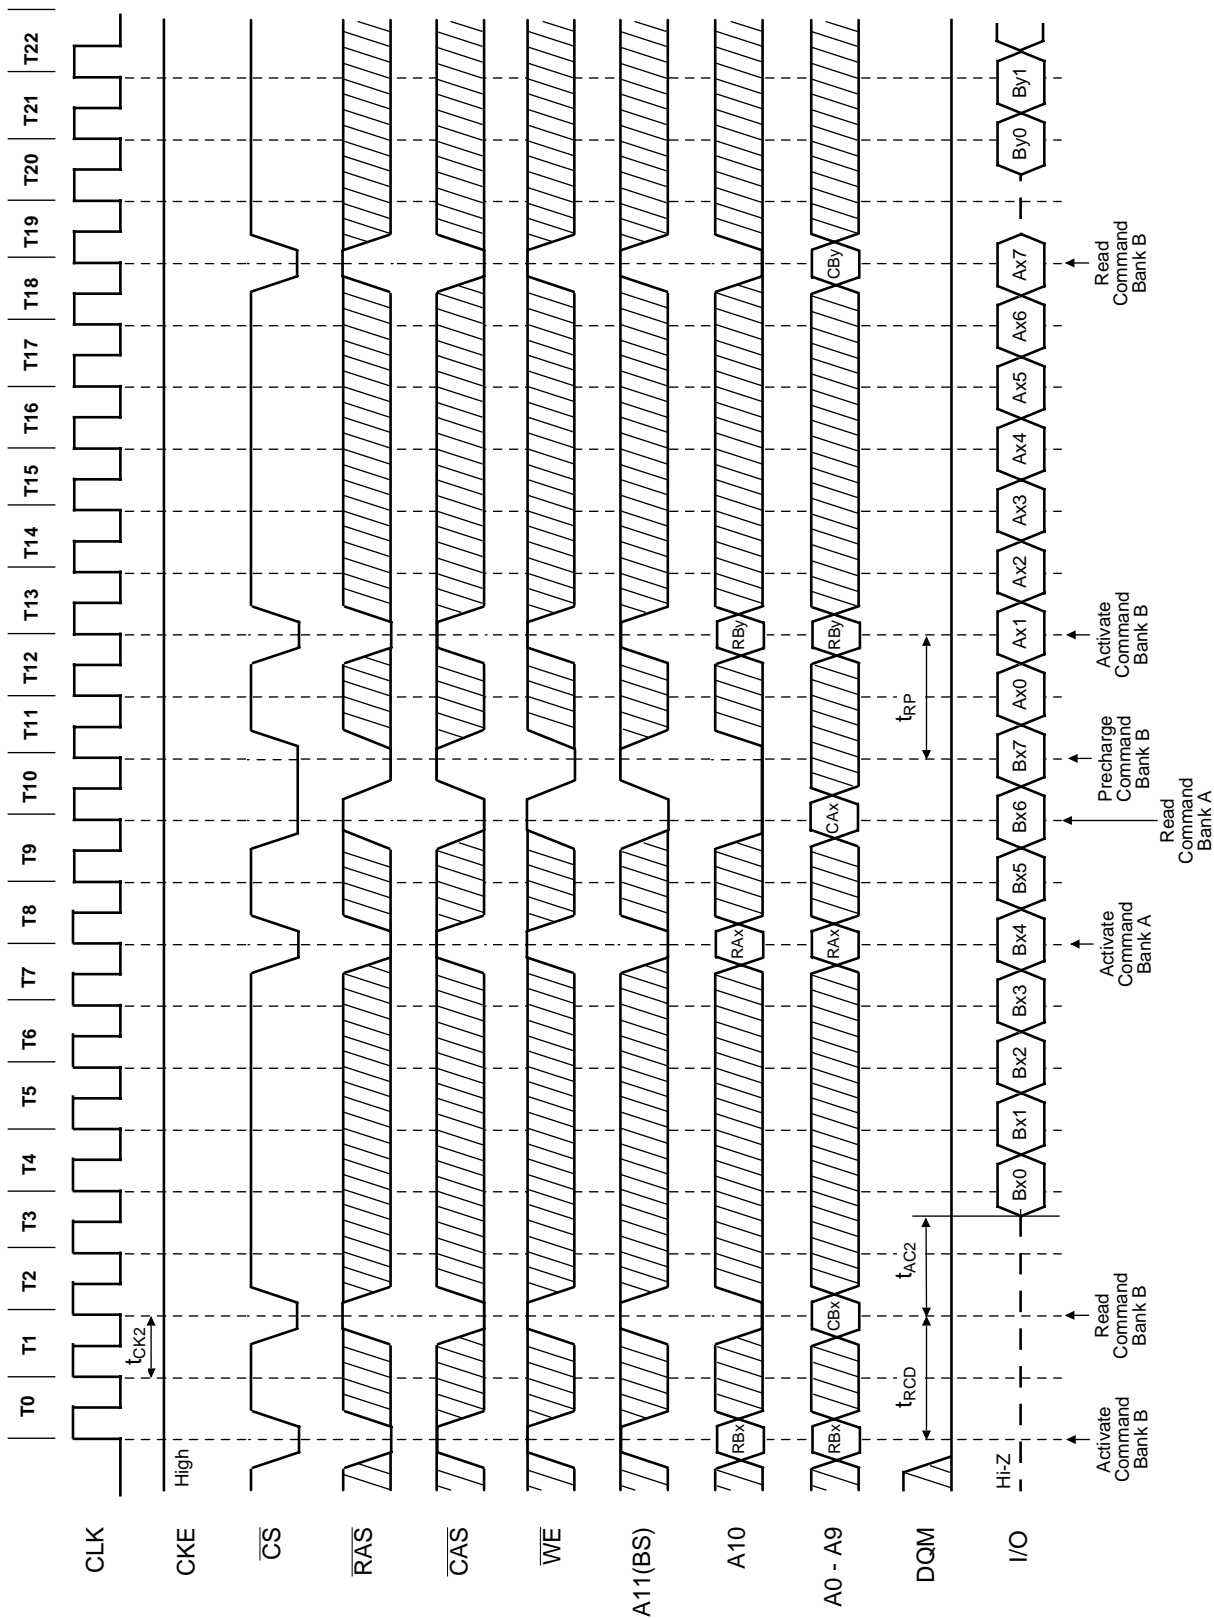 T0 T1 T2 T3 T4 T5 T6 T7 T8 T9 T10 T11 T12 T13 T14 T15 T16 T17 T18 T19 T20 T21 T22
CLK
tCK2
CKE
High
CS
RAS
CAS
WE
A11(BS)
A10
RBx RAx RBy
A0 - A9
RBx CBx RAx CAx RBy CBy
DQM
tRCD tAC2 tRP
I/O
Hi-Z
Bx0 Bx1 Bx2 Bx3 Bx4 Bx5 Bx6 Bx7 Ax0 Ax1 Ax2 Ax3 Ax4 Ax5 Ax6 Ax7 By0 By1
Activate
Command
Bank B
Read
Command
Bank B
Activate
Command
Bank A
Read
Command
Bank A
Precharge
Command
Bank B
Activate
Command
Bank B
Read
Command
Bank B